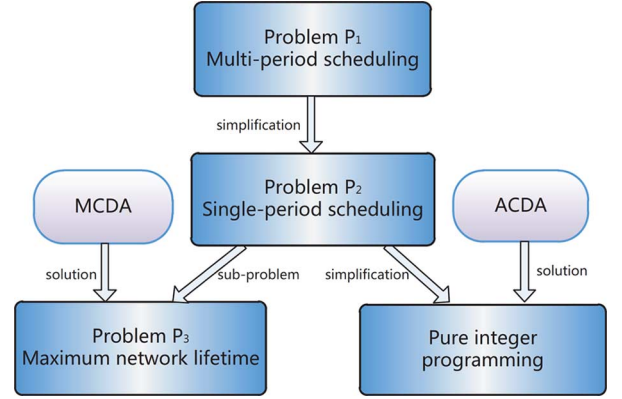 Problem P1
Multi-period scheduling
simplification
MCDA
Problem P2
Single-period scheduling
ACDA
solution
sub-problem
simplification
solution
Problem P3
Maximum network lifetime
Pure integer
programming